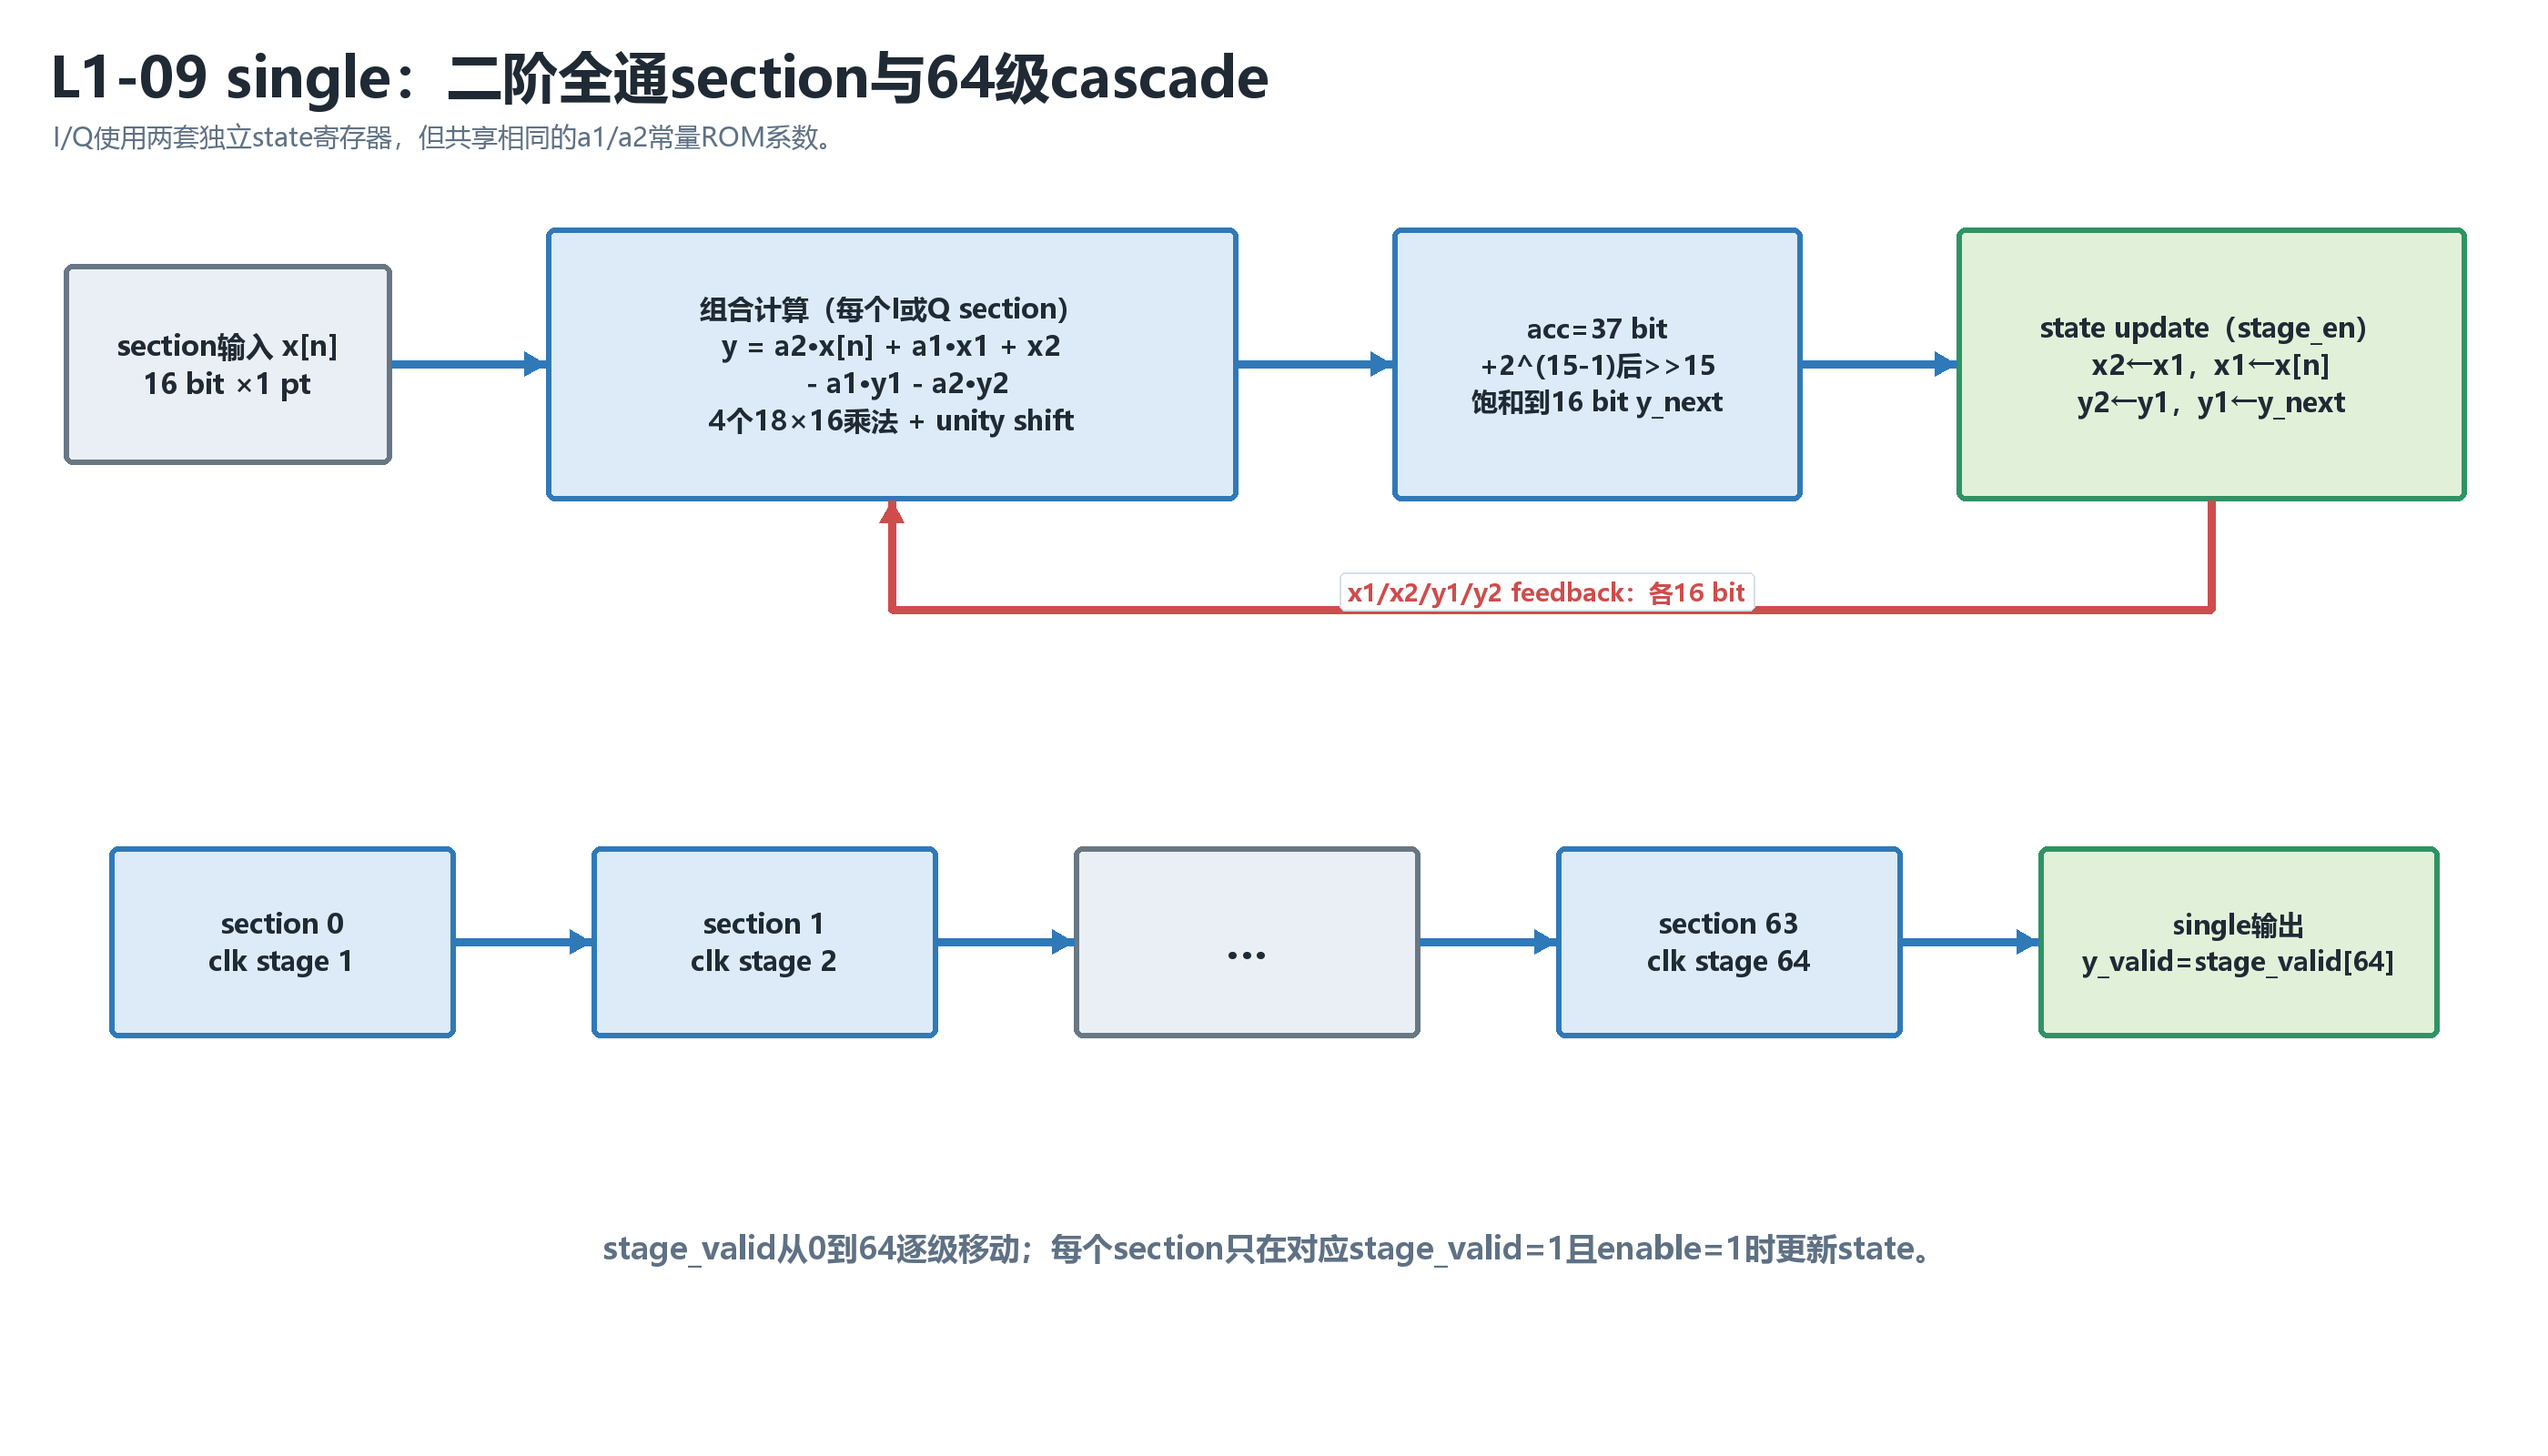 L1-09 single：二阶全通section与64级cascade
I/Q使用两套独立state寄存器，但共享相同的a1/a2常量ROM系数。
section输入 x[n]
16 bit ×1 pt
组合计算（每个I或Q section）
y = a2•x[n] + a1•x1 + x2
- a1•y1 - a2•y2
4个18×16乘法 + unity shift
acc=37 bit
+2^(15-1)后>>15
饱和到16 bit y_next
state update（stage_en）
x2←x1，x1←x[n]
y2←y1，y1←y_next
x1/x2/y1/y2 feedback：各16 bit
section 0
clk stage 1
section 1
clk stage 2
...
section 63
clk stage 64
single输出
y_valid=stage_valid[64]
stage_valid从0到64逐级移动；每个section只在对应stage_valid=1且enable=1时更新state。